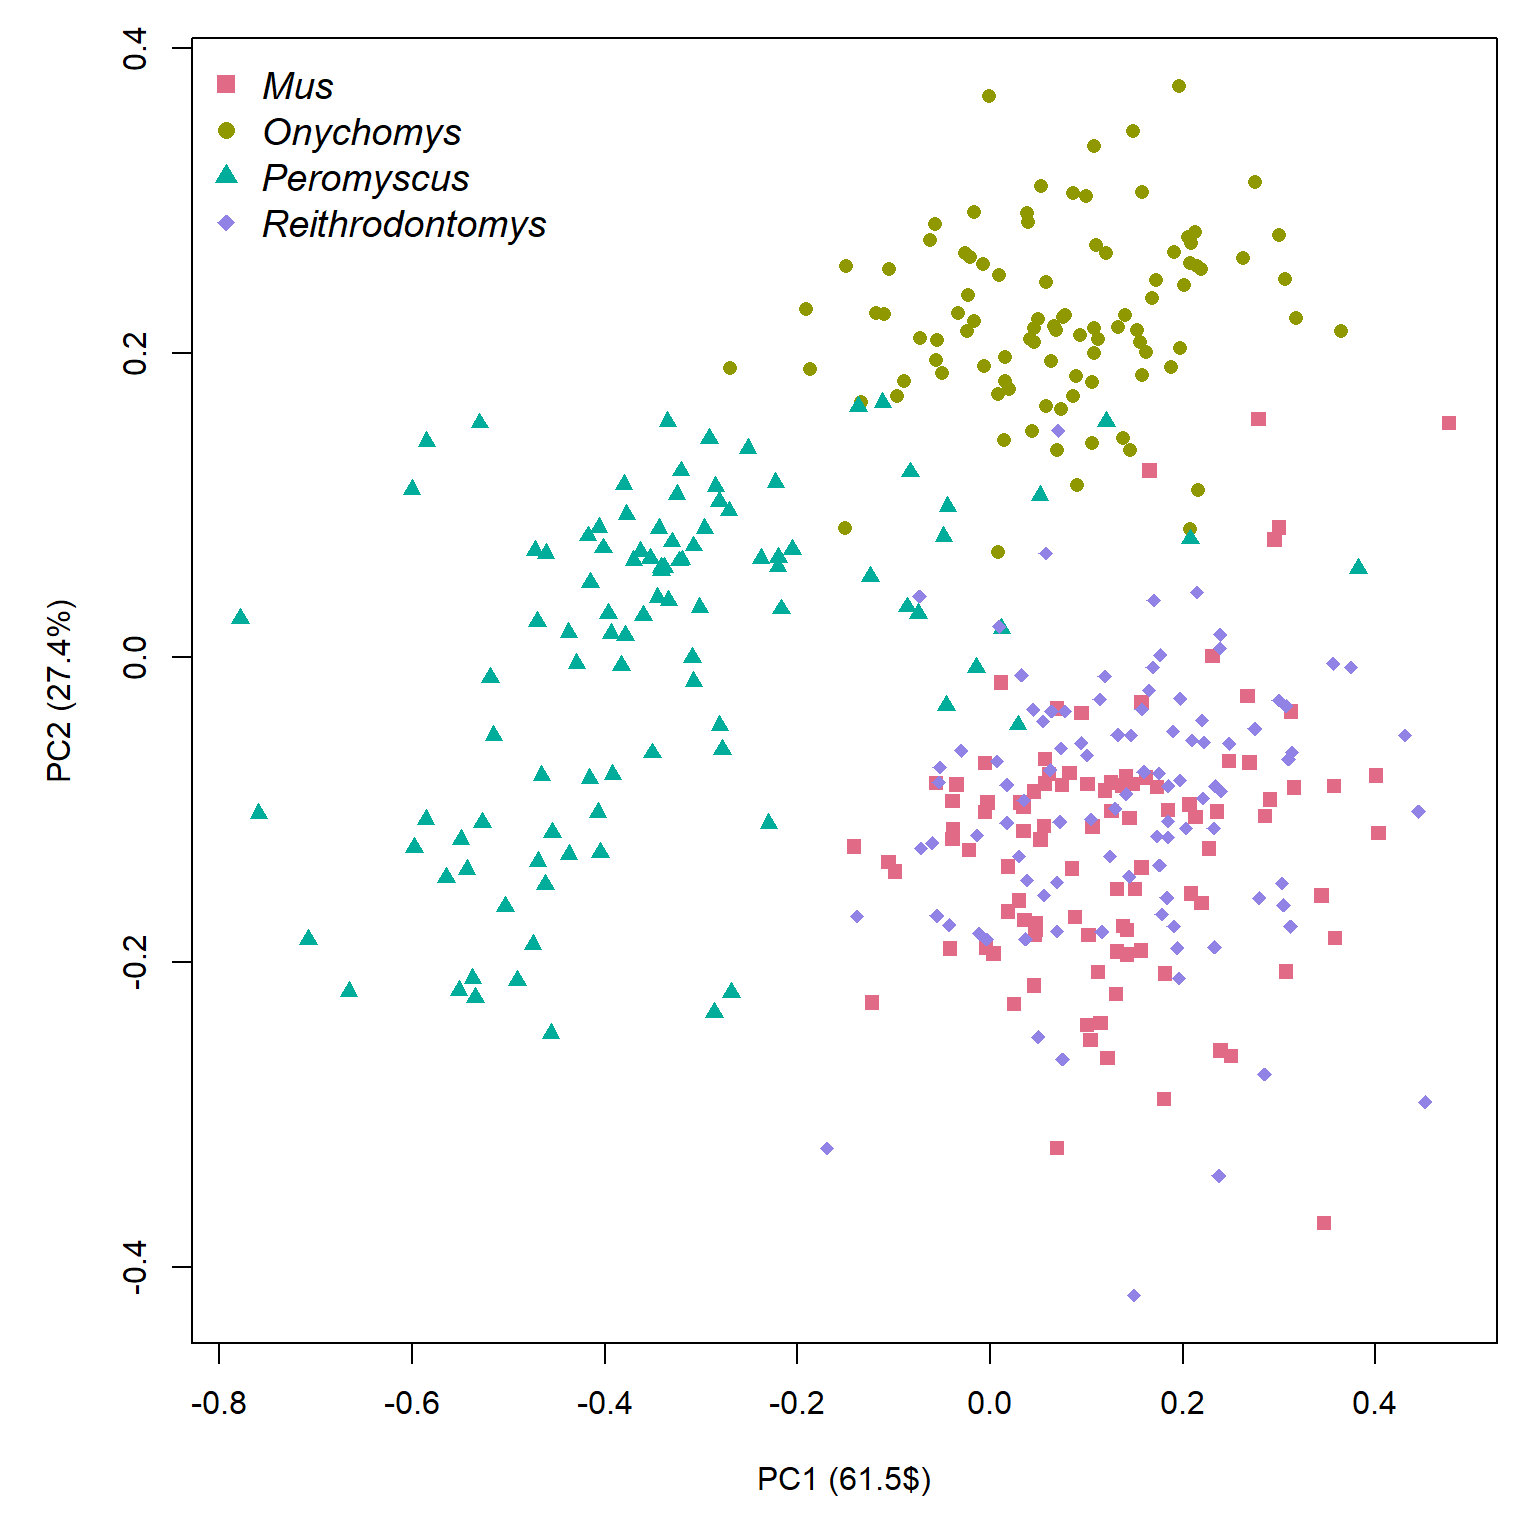 Mus
Onychomys
Peromyscus
Reithrodontomys
0.4
0.2
0.0
-0.2
-0.4
PC2 (27.4%)
-0.8 -0.6 -0.4 -0.2 0.0 0.2 0.4
PC1 (61.5$)